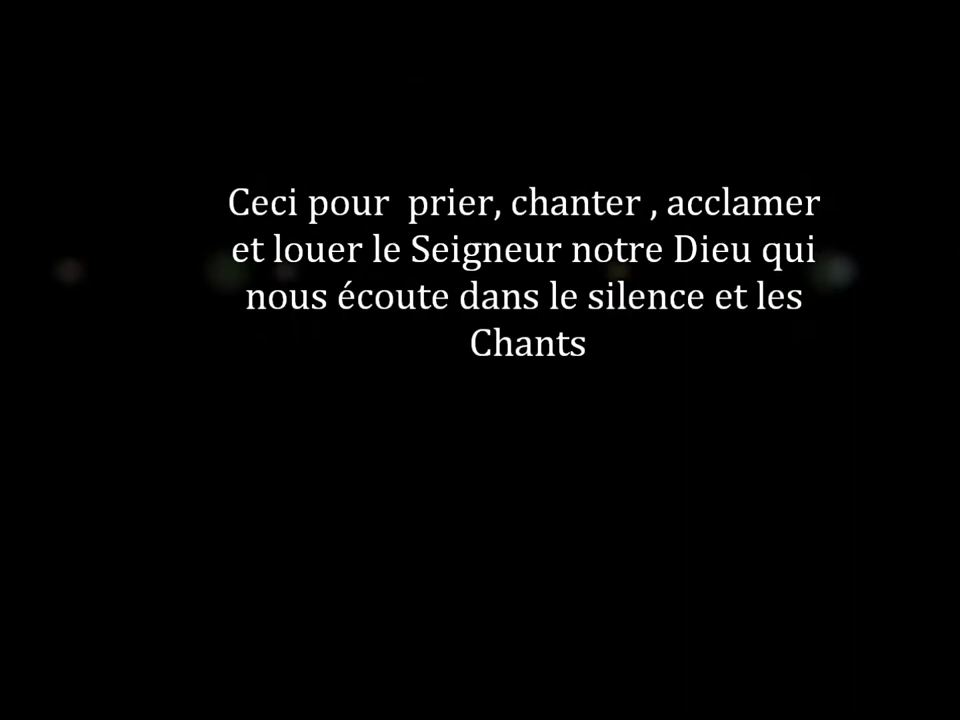 Ceci pour  prier, chanter , acclamer
et louer le Seigneur notre Dieu qui
nous écoute dans le silence et les
Chants